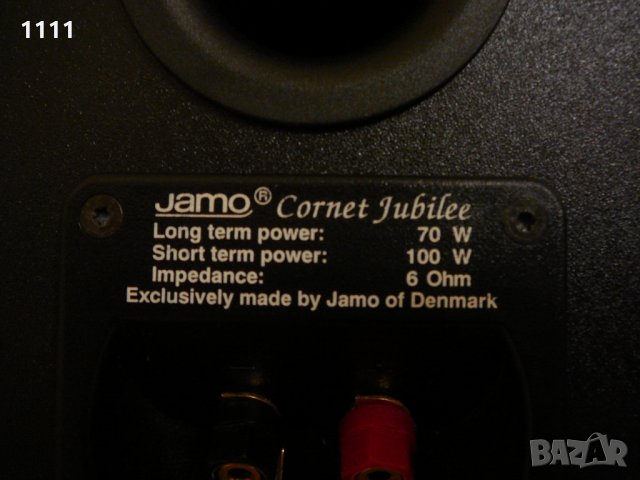 1111
Jamo® Cornet Jubilee
Long term power: 70 W
Short term power: 100 W
Impedance: 6 Ohm
Exclusively made by Jamo of Denmark
BAZAR